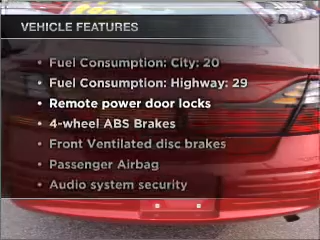 VEHICLE FEATURES
• Fuel Consumption: City: 20
• Fuel Consumption: Highway: 29
• Remote power door locks
• 4-wheel ABS Brakes
• Front Ventilated disc brakes
• Passenger Airbag
• Audio system security